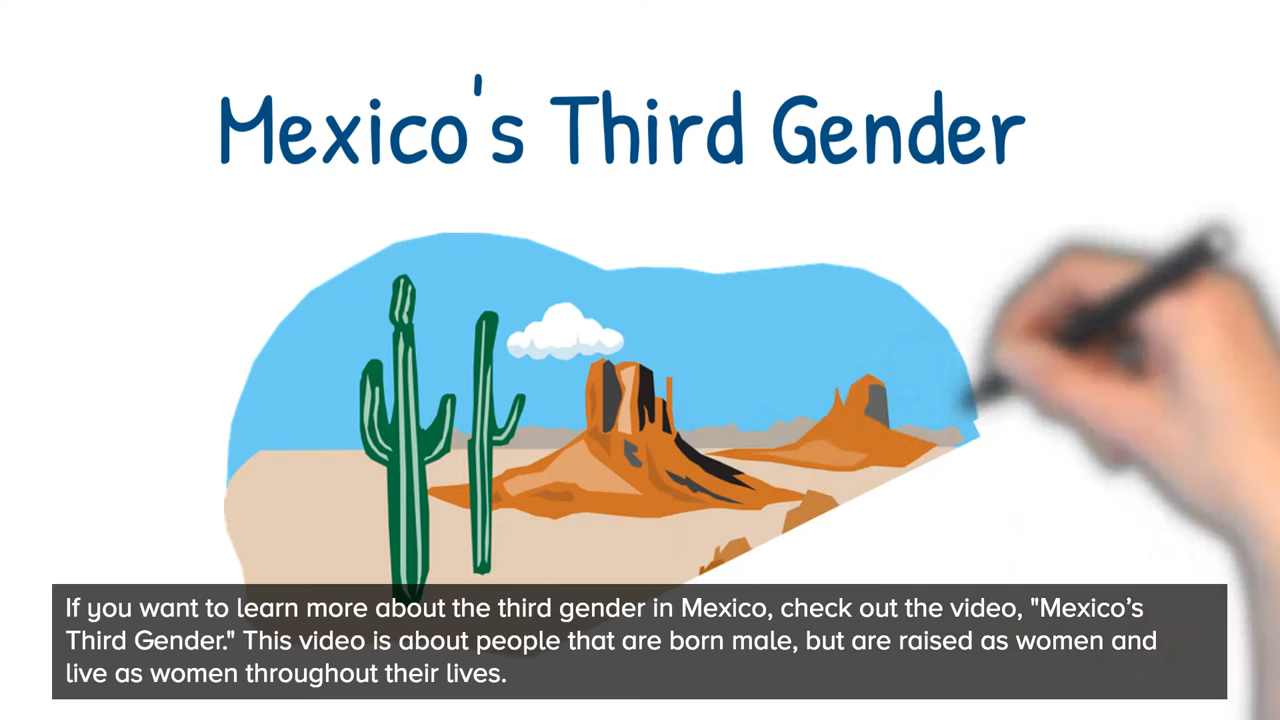 Mexico's Third Gender
If you want to learn more about the third gender in Mexico, check out the video, "Mexico’s
Third Gender." This video is about people that are born male, but are raised as women and
live as women throughout their lives.